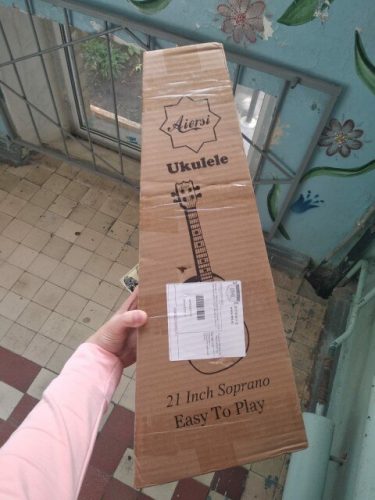 Aiersi
Ukulele
21 Inch Soprano
Easy To Play